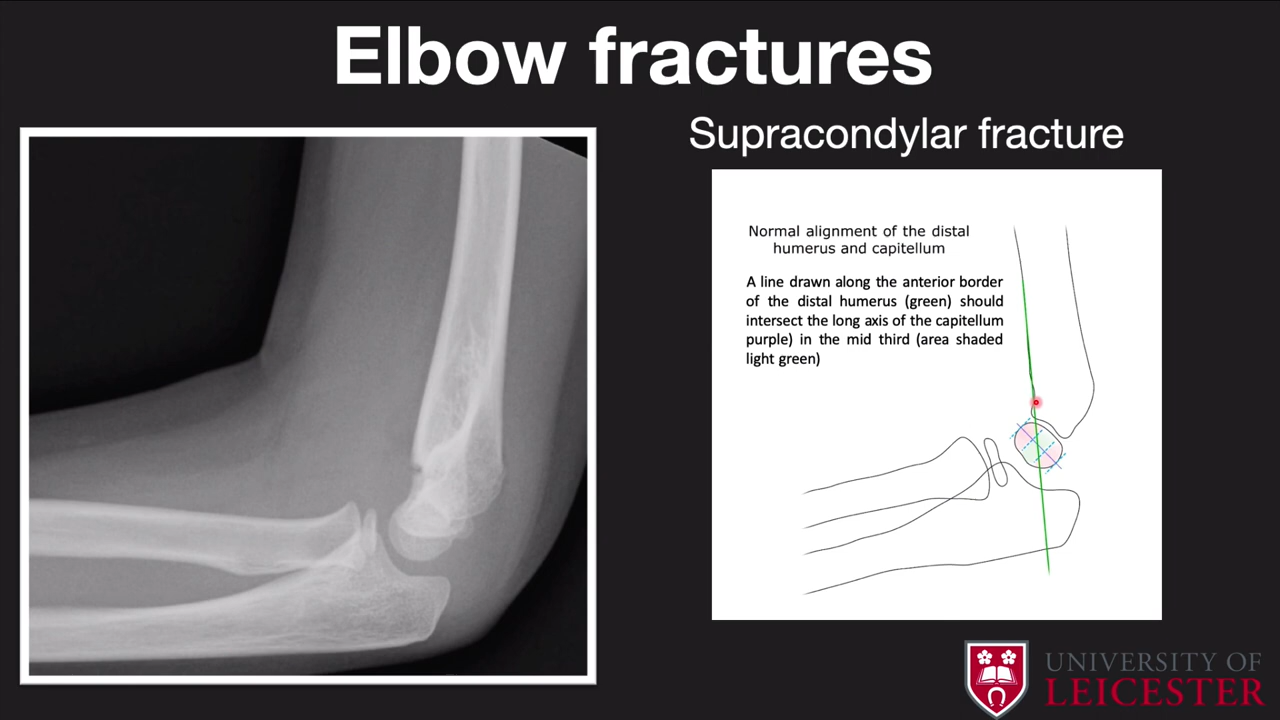 Elbow fractures
Supracondylar fracture
Normal alignment of the distal
humerus and capitellum
A line drawn along the anterior border
of the distal humerus (green) should
intersect the long axis of the capitellum
purple) in the mid third (area shaded
light green)
UNIVERSITY OF
LEICESTER